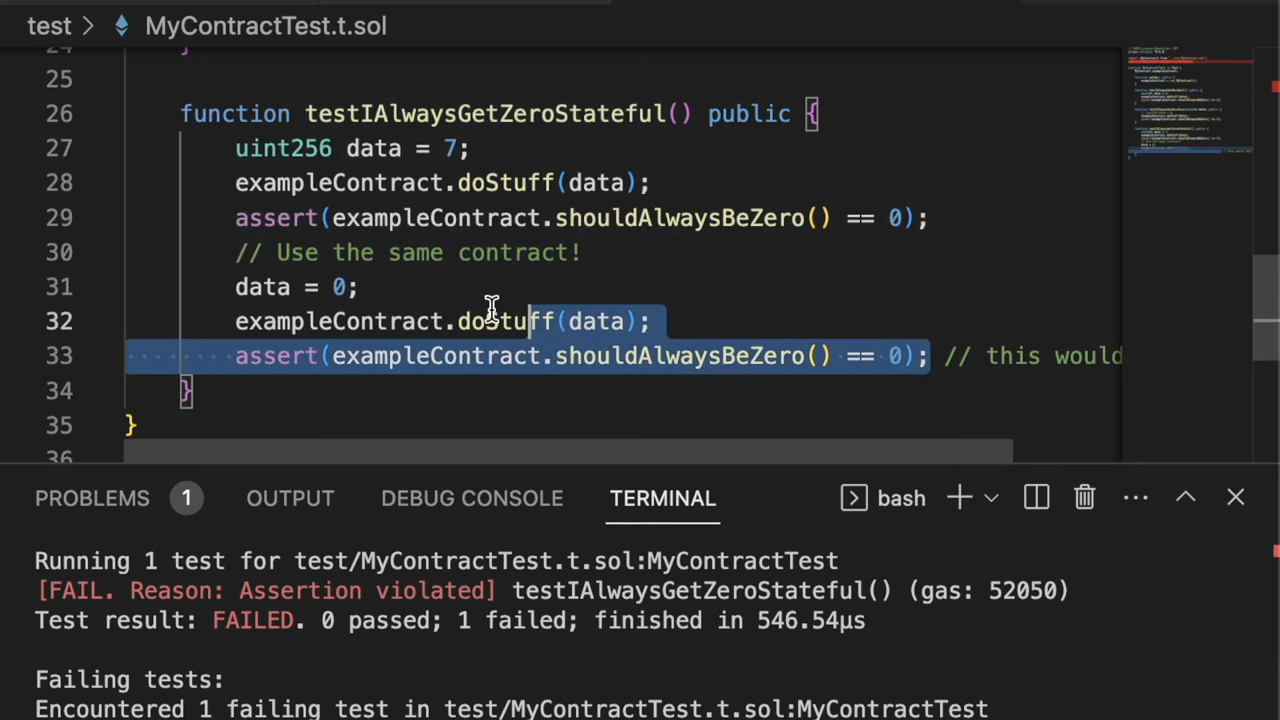 test > MyContractTest.t.sol
24 }
25
26 function testIAlwaysGetZeroStateful() public {
27 uint256 data = 7;
28 exampleContract.doStuff(data);
29 assert(exampleContract.shouldAlwaysBeZero() == 0);
30 // Use the same contract!
31 data = 0;
32 exampleContract.doStuff(data);
33 assert(exampleContract.shouldAlwaysBeZero() == 0); // this would
34 }
35 }
36
PROBLEMS 1 OUTPUT DEBUG CONSOLE TERMINAL bash
Running 1 test for test/MyContractTest.t.sol:MyContractTest
[FAIL. Reason: Assertion violated] testIAlwaysGetZeroStateful() (gas: 52050)
Test result: FAILED. 0 passed; 1 failed; finished in 546.54µs
Failing tests:
Encountered 1 failing test in test/MyContractTest.t.sol:MyContractTest